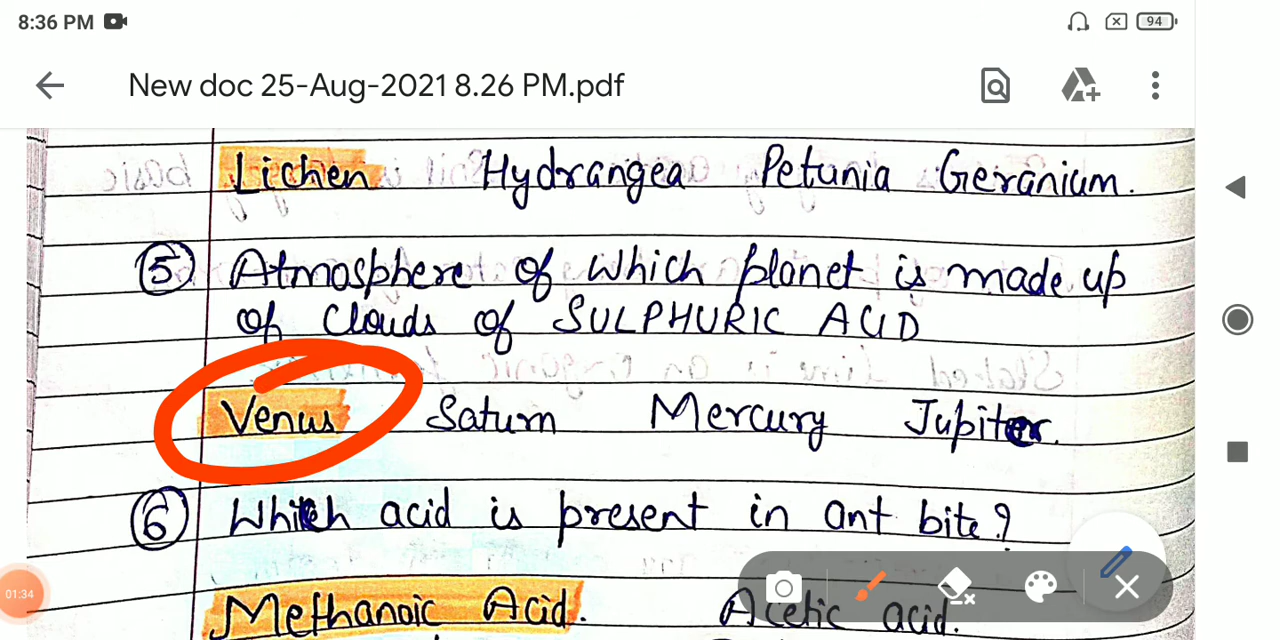 8:36 PM
94
New doc 25-Aug-2021 8.26 PM.pdf
Lichen Hydrangea Petunia Geranium.
5 Atmosphere of which planet is made up
of Clouds of SULPHURIC ACID
Venus Saturn Mercury Jupiter.
6 Which acid is present in ant bite?
Methanoic Acid. Acetic acid.
01:34